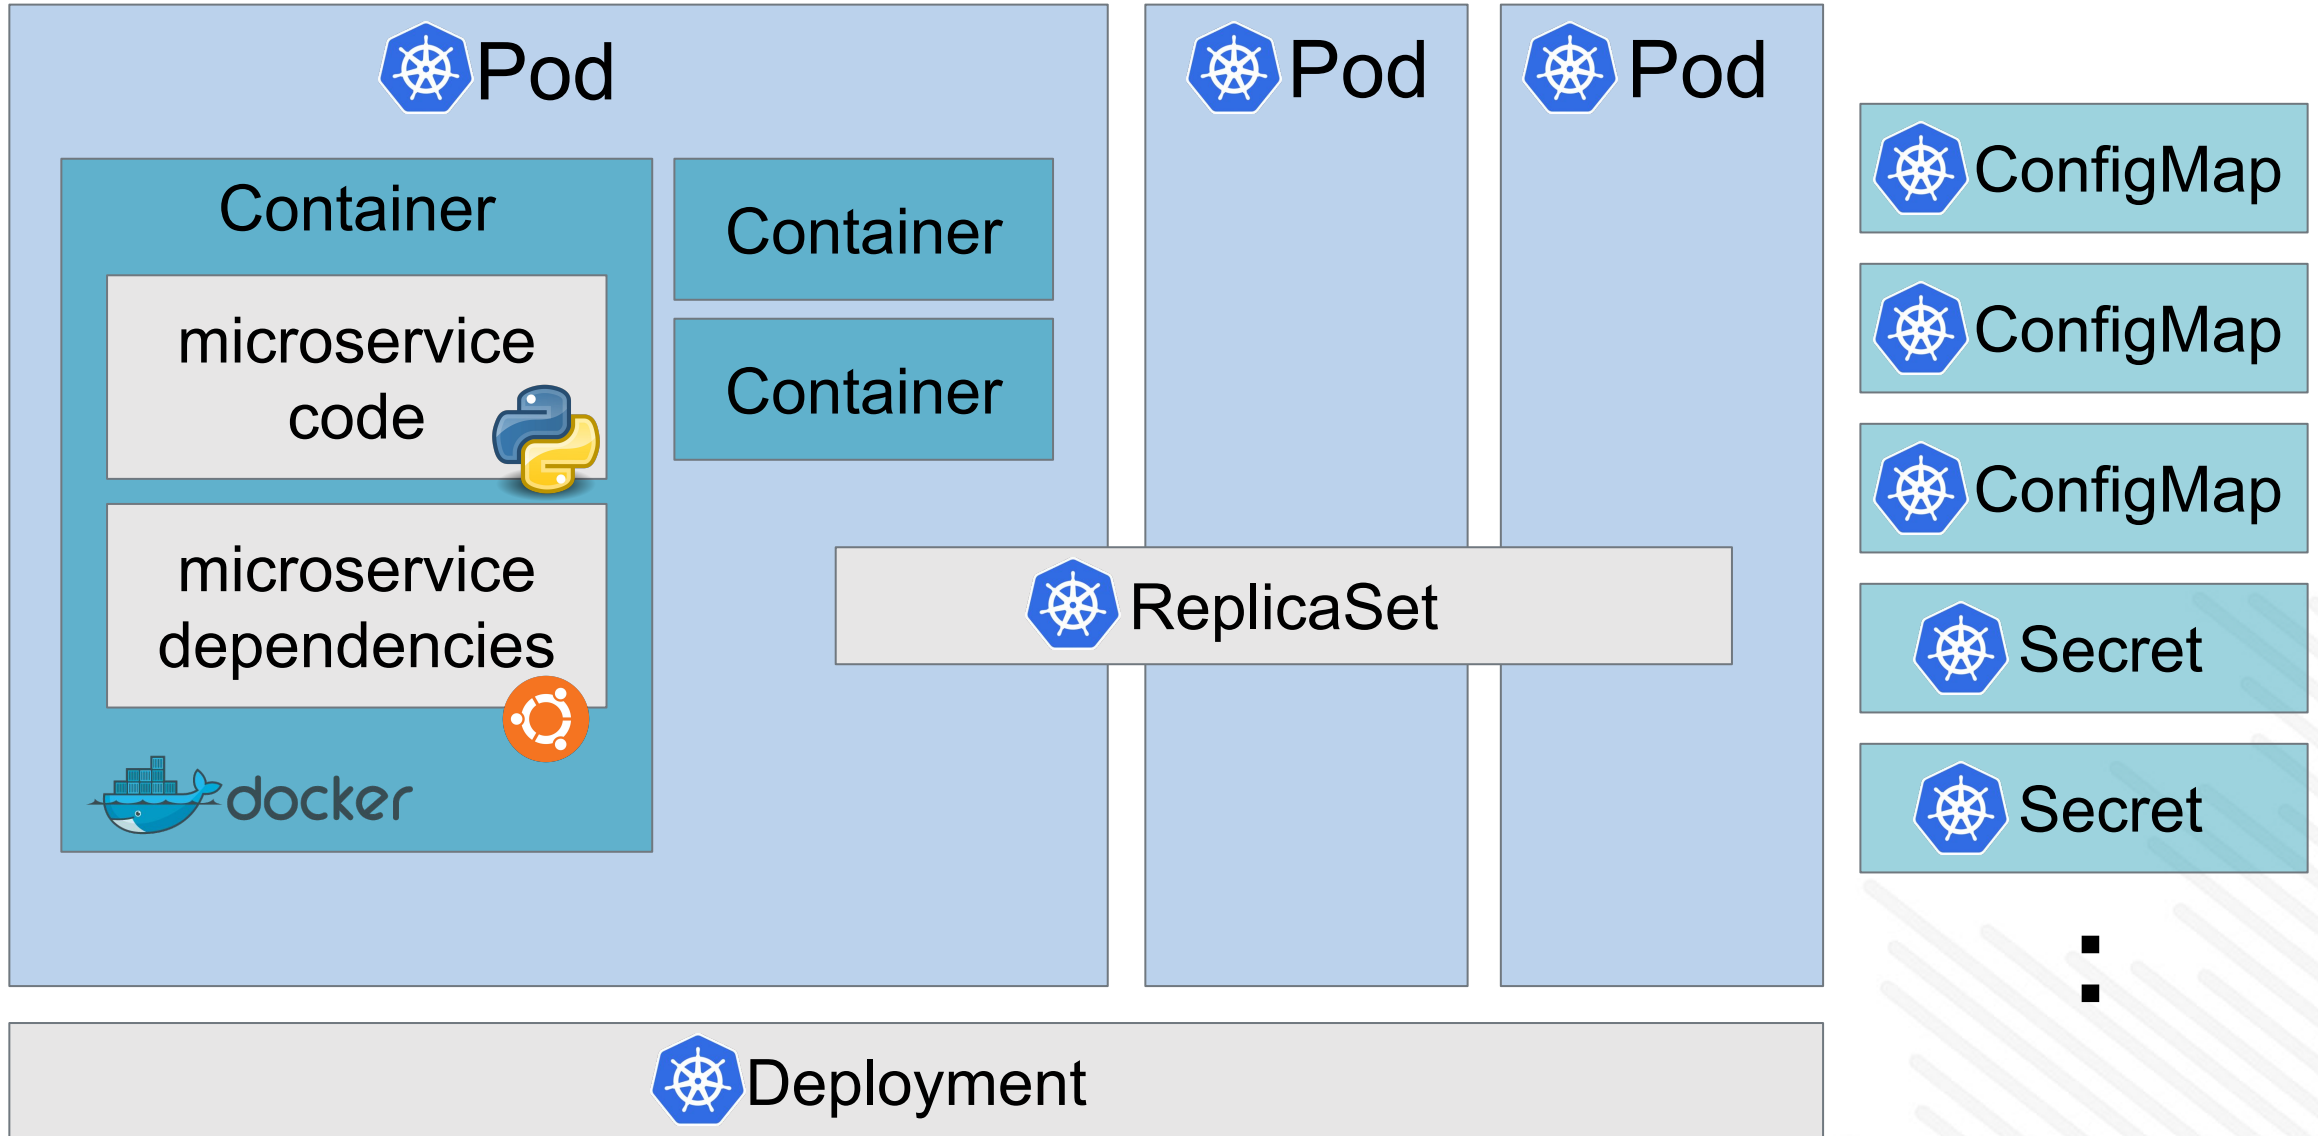 Pod
Container
microservice
code
microservice
dependencies
docker
Container
Container
Pod
Pod
ReplicaSet
Deployment
ConfigMap
ConfigMap
ConfigMap
Secret
Secret
: